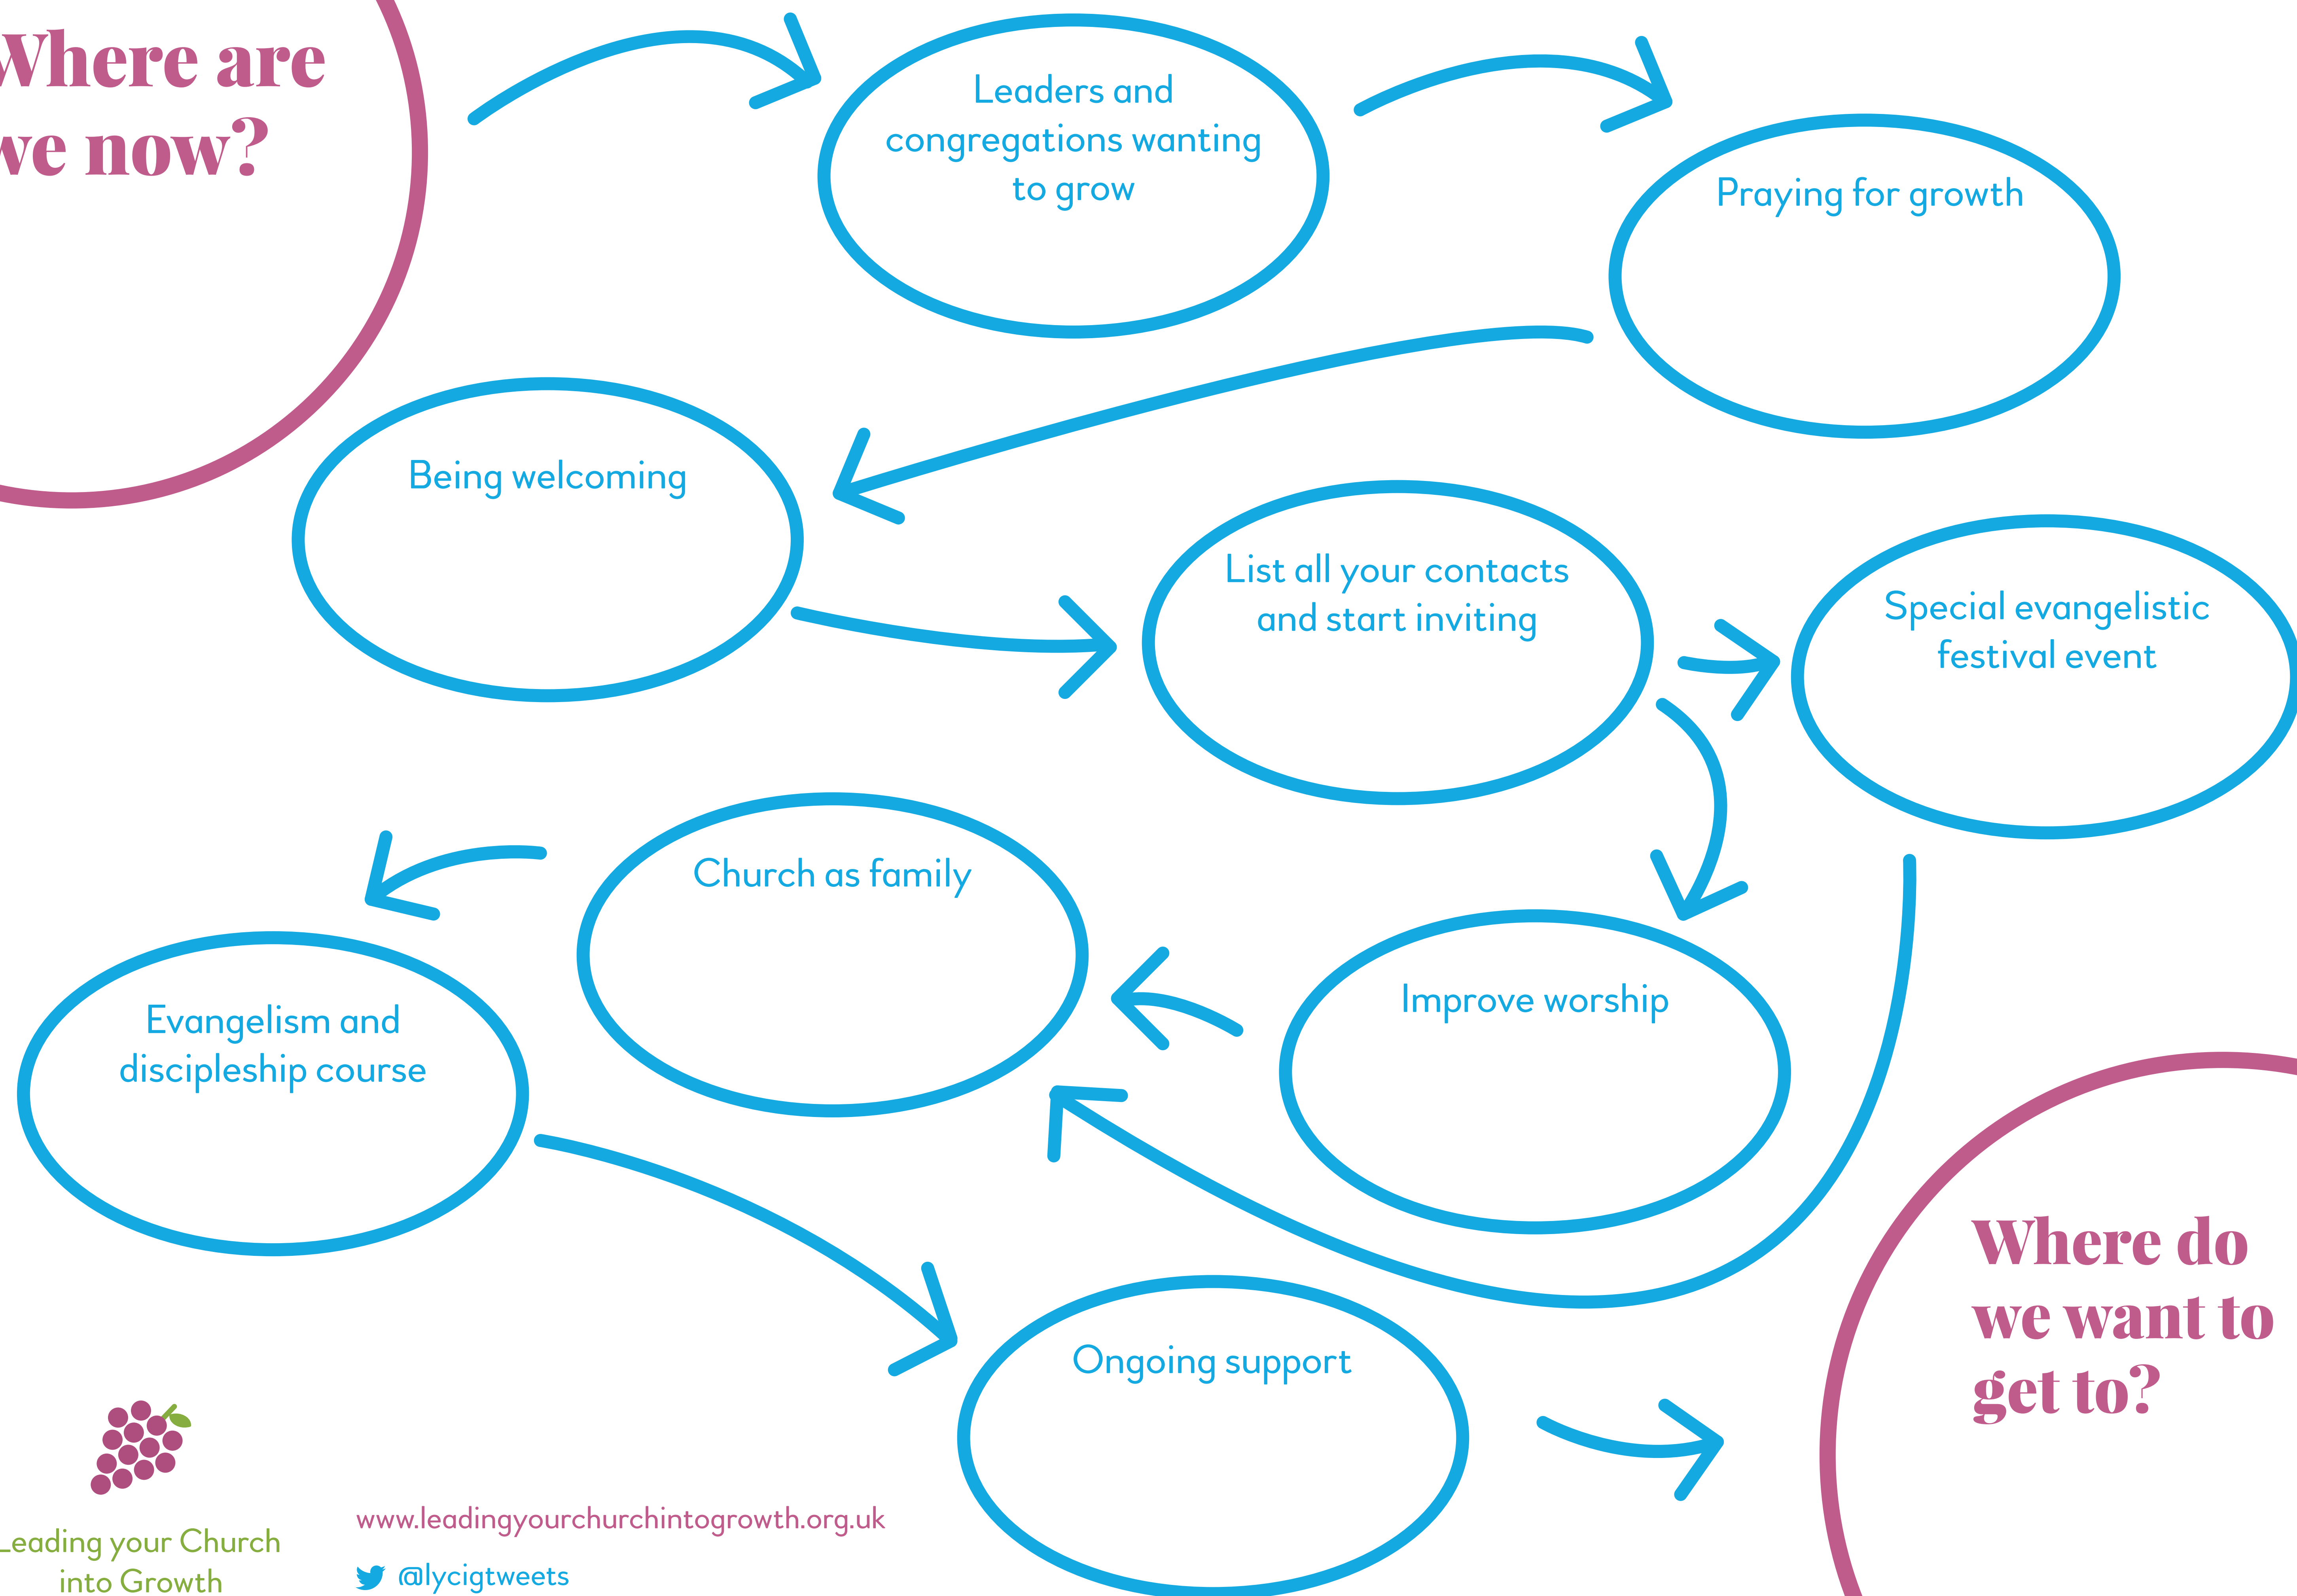 Where are
we now?
Leaders and
congregations wanting
to grow
Praying for growth
Being welcoming
List all your contacts
and start inviting
Special evangelistic
festival event
Church as family
Improve worship
Evangelism and
discipleship course
Ongoing support
Where do
we want to
get to?
Leading your Church
into Growth
www.leadingyourchurchintogrowth.org.uk
@lycigtweets